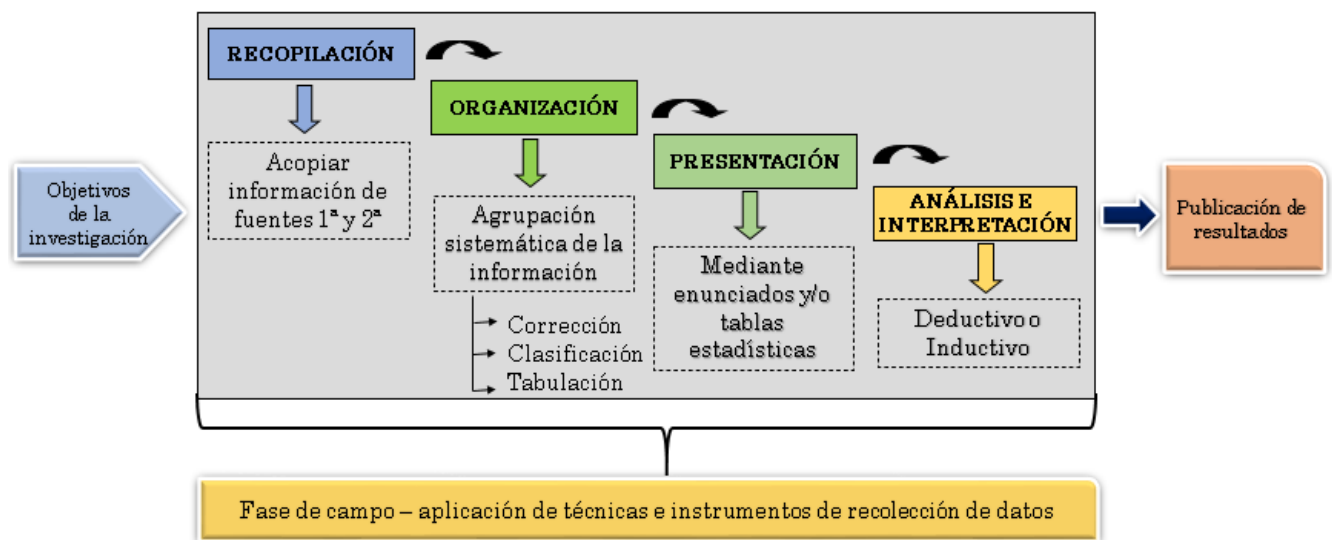 Objetivos
de la
investigación
RECOPILACIÓN
Acopiar
información de
fuentes 1ª y 2ª
ORGANIZACIÓN
Agrupación
sistemática de la
información
Corrección
Clasificación
Tabulación
PRESENTACIÓN
Mediante
enunciados y/o
tablas
estadísticas
ANÁLISIS E
INTERPRETACIÓN
Deductivo o
Inductivo
Publicación de
resultados
Fase de campo – aplicación de técnicas e instrumentos de recolección de datos